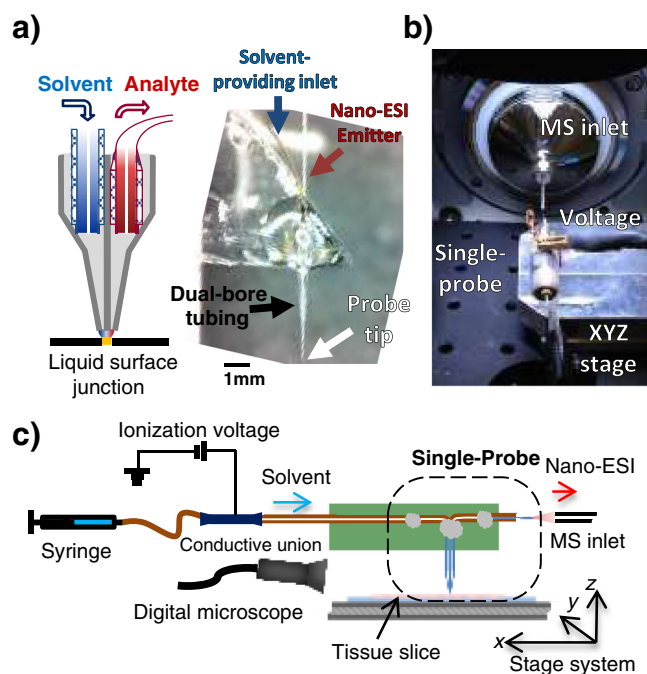 a)
Solvent
Analyte
Solvent-
providing inlet
Nano-ESI
Emitter
Dual-bore
tubing
Probe
tip
1mm
Liquid surface
junction
b)
MS inlet
Voltage
Single-
probe
XYZ
stage
c)
Ionization voltage
Solvent
Single-Probe
Nano-ESI
Syringe
Conductive union
MS inlet
Digital microscope
Tissue slice
z
y
x
Stage system